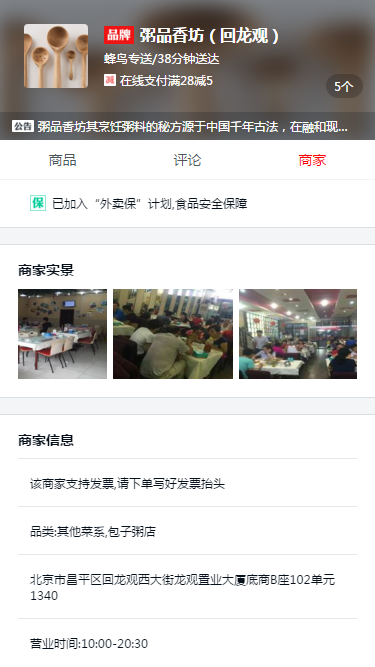 品牌 粥品香坊（回龙观）
蜂鸟专送/38分钟送达
减 在线支付满28减5
5个
公告 粥品香坊其烹饪粥料的秘方源于中国千年古法，在融和现...
商品 评论 商家
保 已加入“外卖保”计划,食品安全保障
商家实景
商家信息
该商家支持发票,请下单写好发票抬头
品类:其他菜系,包子粥店
北京市昌平区回龙观西大街龙观置业大厦底商B座102单元
1340
营业时间:10:00-20:30